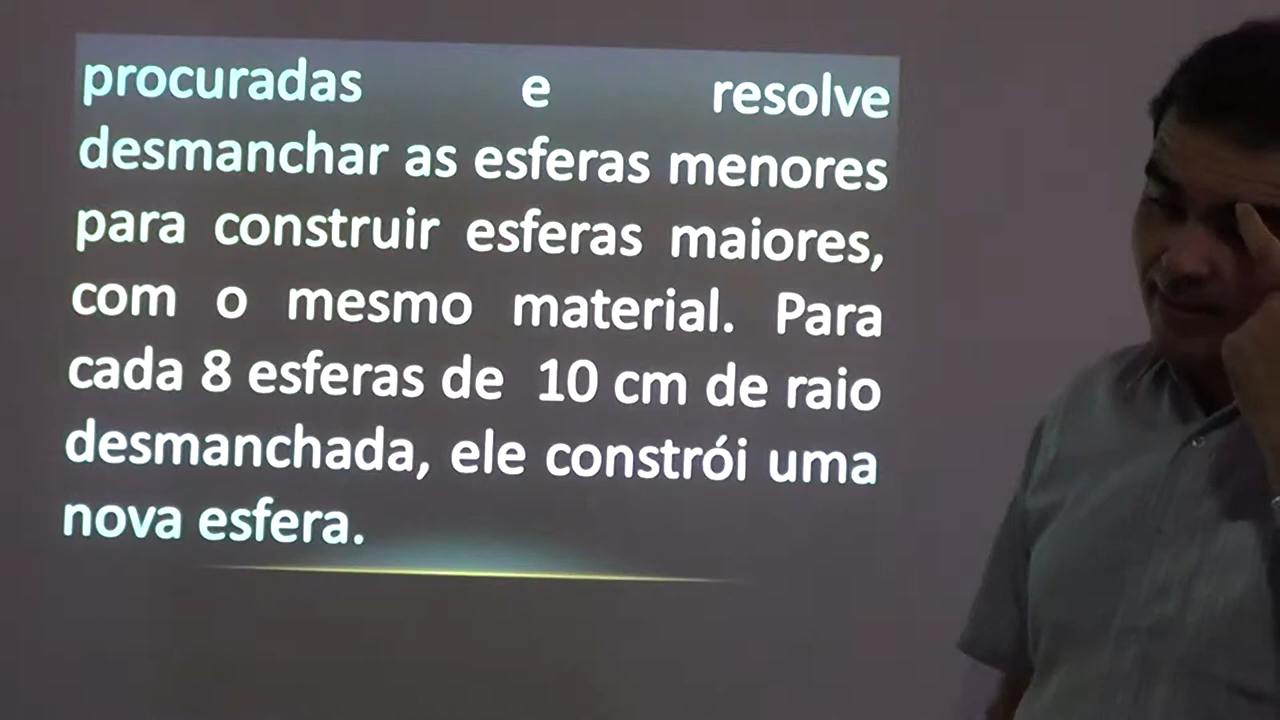 procuradas e resolve
desmanchar as esferas menores
para construir esferas maiores,
com o mesmo material. Para
cada 8 esferas de 10 cm de raio
desmanchada, ele constrói uma
nova esfera.